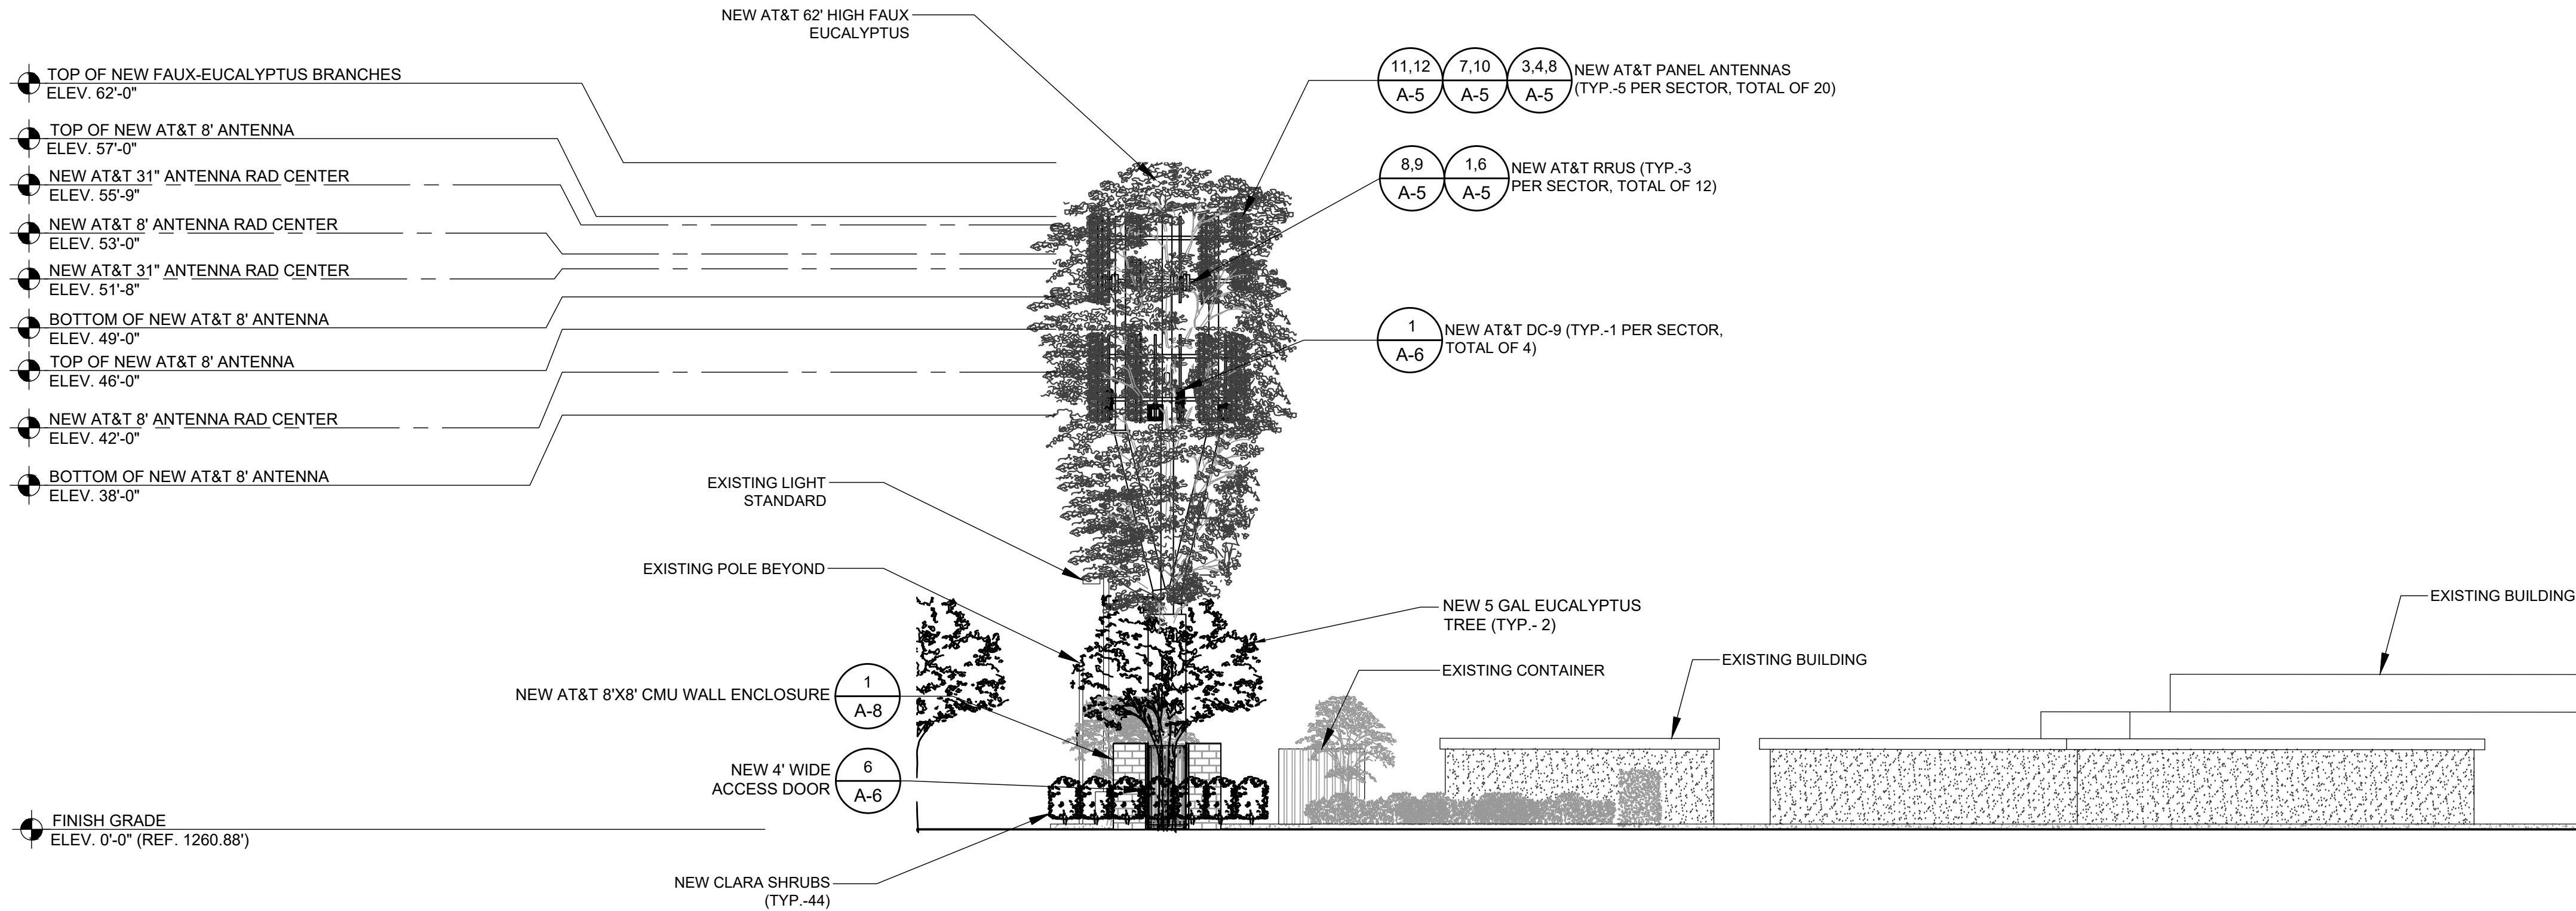 NEW AT&T 62' HIGH FAUX
EUCALYPTUS
TOP OF NEW FAUX-EUCALYPTUS BRANCHES
ELEV. 62'-0"
TOP OF NEW AT&T 8' ANTENNA
ELEV. 57'-0"
NEW AT&T 31" ANTENNA RAD CENTER
ELEV. 55'-9"
NEW AT&T 8' ANTENNA RAD CENTER
ELEV. 53'-0"
NEW AT&T 31" ANTENNA RAD CENTER
ELEV. 51'-8"
BOTTOM OF NEW AT&T 8' ANTENNA
ELEV. 49'-0"
TOP OF NEW AT&T 8' ANTENNA
ELEV. 46'-0"
NEW AT&T 8' ANTENNA RAD CENTER
ELEV. 42'-0"
BOTTOM OF NEW AT&T 8' ANTENNA
ELEV. 38'-0"
FINISH GRADE
ELEV. 0'-0" (REF. 1260.88')
11,12
A-5
7,10
A-5
3,4,8
A-5
NEW AT&T PANEL ANTENNAS
(TYP.-5 PER SECTOR, TOTAL OF 20)
8,9
A-5
1,6
A-5
NEW AT&T RRUS (TYP.-3
PER SECTOR, TOTAL OF 12)
1
A-6
NEW AT&T DC-9 (TYP.-1 PER SECTOR,
TOTAL OF 4)
EXISTING LIGHT
STANDARD
EXISTING POLE BEYOND
NEW AT&T 8'X8' CMU WALL ENCLOSURE
1
A-8
NEW 4' WIDE
ACCESS DOOR
6
A-6
NEW CLARA SHRUBS
(TYP.-44)
NEW 5 GAL EUCALYPTUS
TREE (TYP.- 2)
EXISTING CONTAINER
EXISTING BUILDING
EXISTING BUILDING